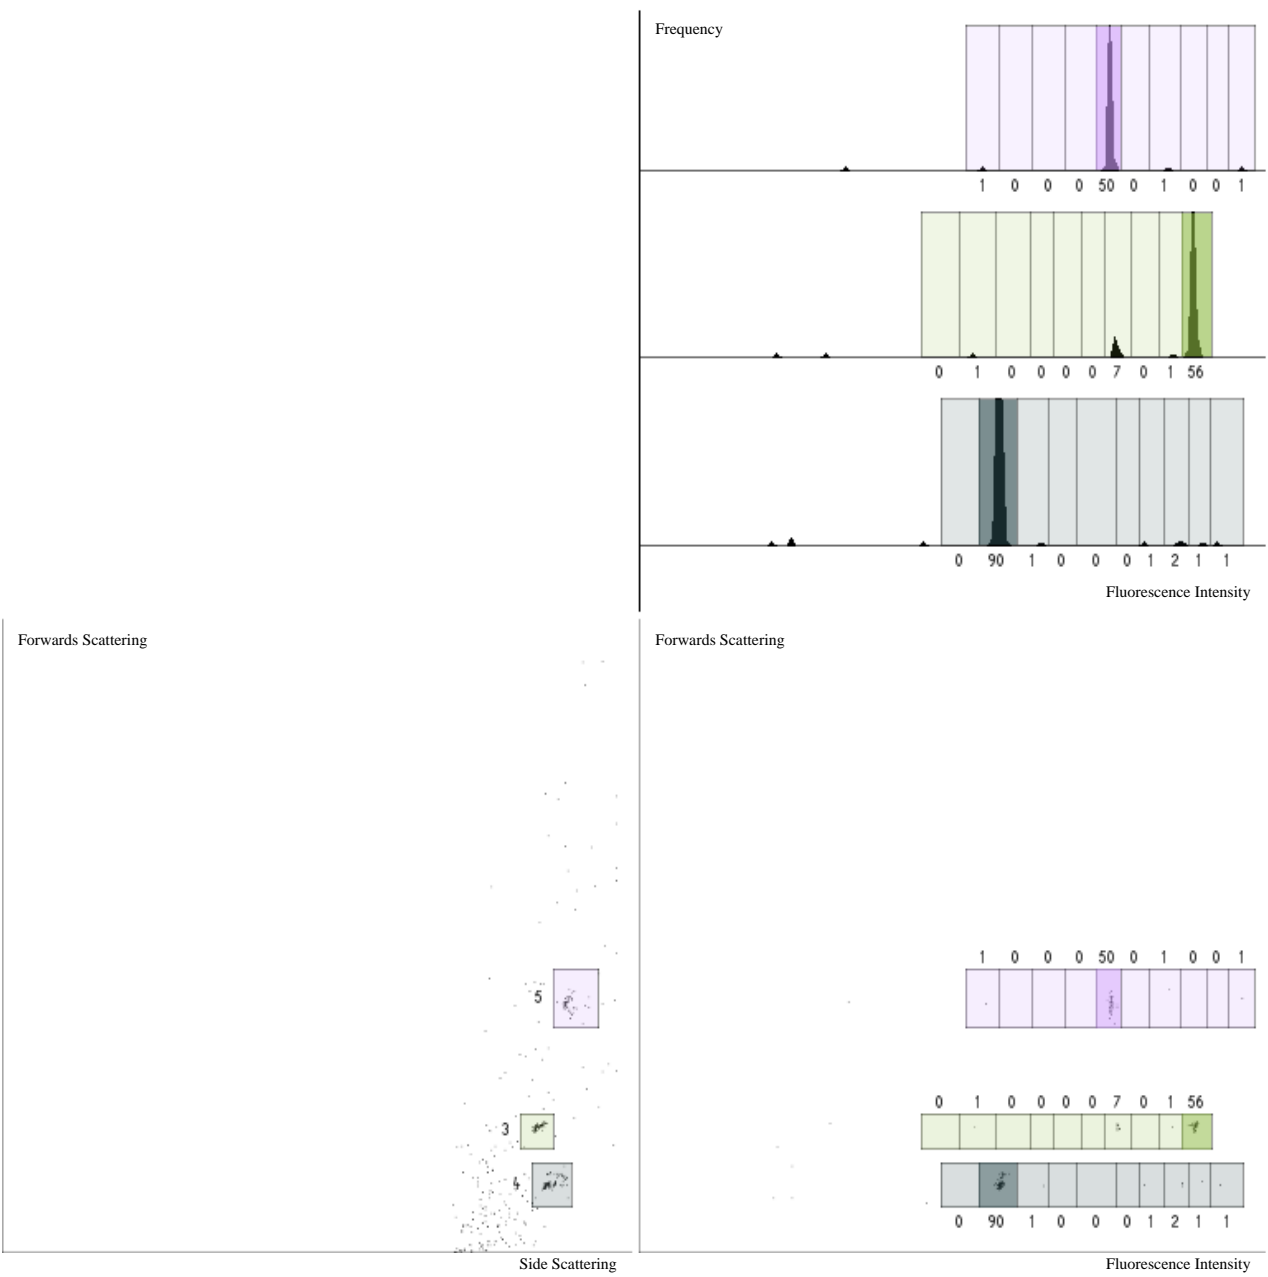 Frequency
1 0 0 0 50 0 1 0 0 1
0 1 0 0 0 0 7 0 1 56
0 90 1 0 0 0 1 2 1 1
Fluorescence Intensity
Forwards Scattering
5
3
4
Side Scattering
Forwards Scattering
1 0 0 0 50 0 1 0 0 1
0 1 0 0 0 0 7 0 1 56
0 90 1 0 0 0 1 2 1 1
Fluorescence Intensity